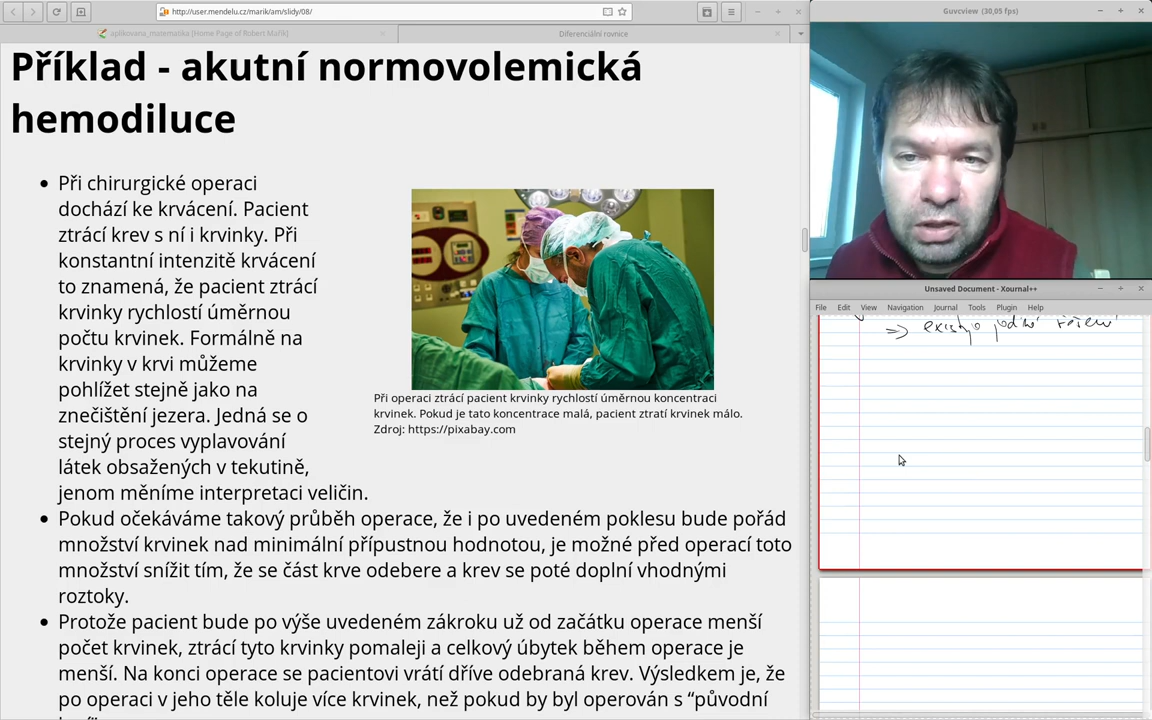 http://user.mendelu.cz/marik/am/slidy/08/
aplikovana_matematika [Home Page of Robert Mařík]
Diferenciální rovnice
Příklad - akutní normovolemická
hemodiluce
Při chirurgické operaci
dochází ke krvácení. Pacient
ztrácí krev s ní i krvinky. Při
konstantní intenzitě krvácení
to znamená, že pacient ztrácí
krvinky rychlostí úměrnou
počtu krvinek. Formálně na
krvinky v krvi můžeme
pohlížet stejně jako na
znečištění jezera. Jedná se o
stejný proces vyplavování
látek obsažených v tekutině,
jenom měníme interpretaci veličin.
Při operaci ztrácí pacient krvinky rychlostí úměrnou koncentraci
krvinek. Pokud je tato koncentrace malá, pacient ztratí krvinek málo.
Zdroj: https://pixabay.com
Pokud očekáváme takový průběh operace, že i po uvedeném poklesu bude pořád
množství krvinek nad minimální přípustnou hodnotou, je možné před operací toto
množství snížit tím, že se část krve odebere a krev se poté doplní vhodnými
roztoky.
Protože pacient bude po výše uvedeném zákroku už od začátku operace menší
počet krvinek, ztrácí tyto krvinky pomaleji a celkový úbytek během operace je
menší. Na konci operace se pacientovi vrátí dříve odebraná krev. Výsledkem je, že
po operaci v jeho těle koluje více krvinek, než pokud by byl operován s “původní
Guvcview (30,05 fps)
Unsaved Document - Xournal++
File Edit View Navigation Journal Tools Plugin Help
⇒ existuje jediné řešení